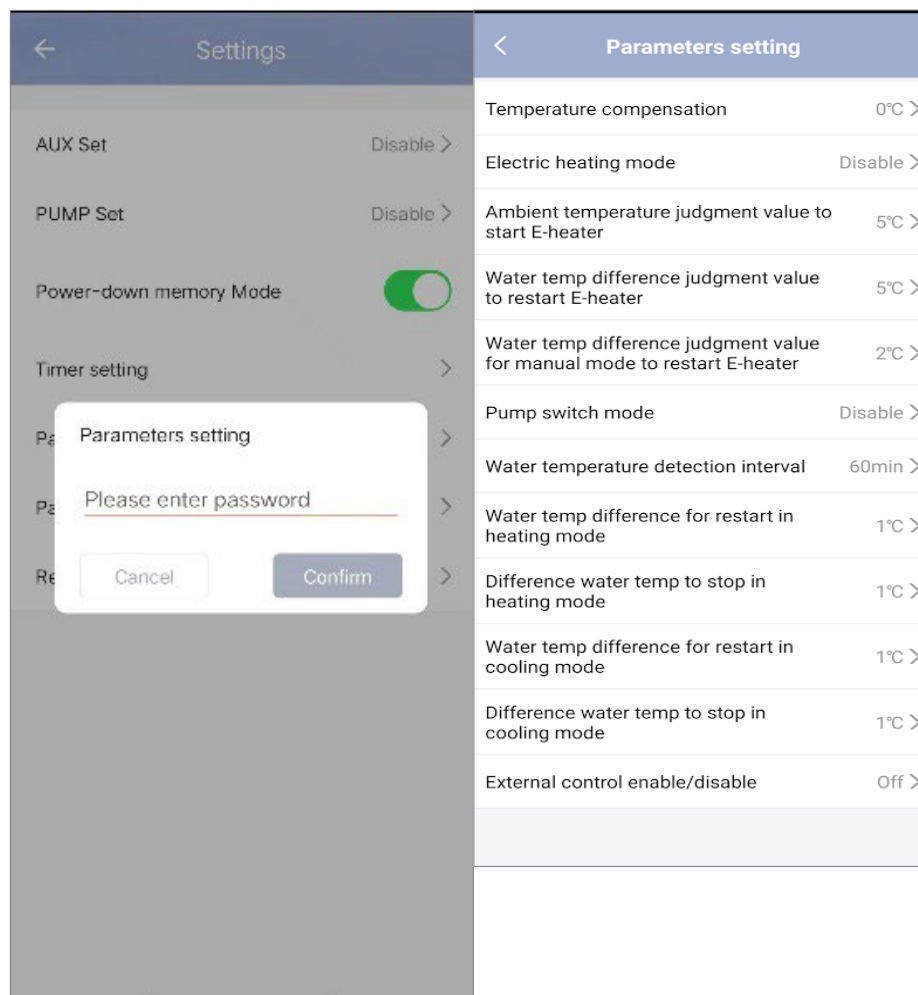 Settings
AUX Set
Disable
PUMP Set
Disable
Power-down memory Mode
Timer setting
Parameters setting
Please enter password
Cancel
Confirm
Parameters setting
Temperature compensation
0℃
Electric heating mode
Disable
Ambient temperature judgment value to
start E-heater
5℃
Water temp difference judgment value
to restart E-heater
5℃
Water temp difference judgment value
for manual mode to restart E-heater
2℃
Pump switch mode
Disable
Water temperature detection interval
60min
Water temp difference for restart in
heating mode
1℃
Difference water temp to stop in
heating mode
1℃
Water temp difference for restart in
cooling mode
1℃
Difference water temp to stop in
cooling mode
1℃
External control enable/disable
Off